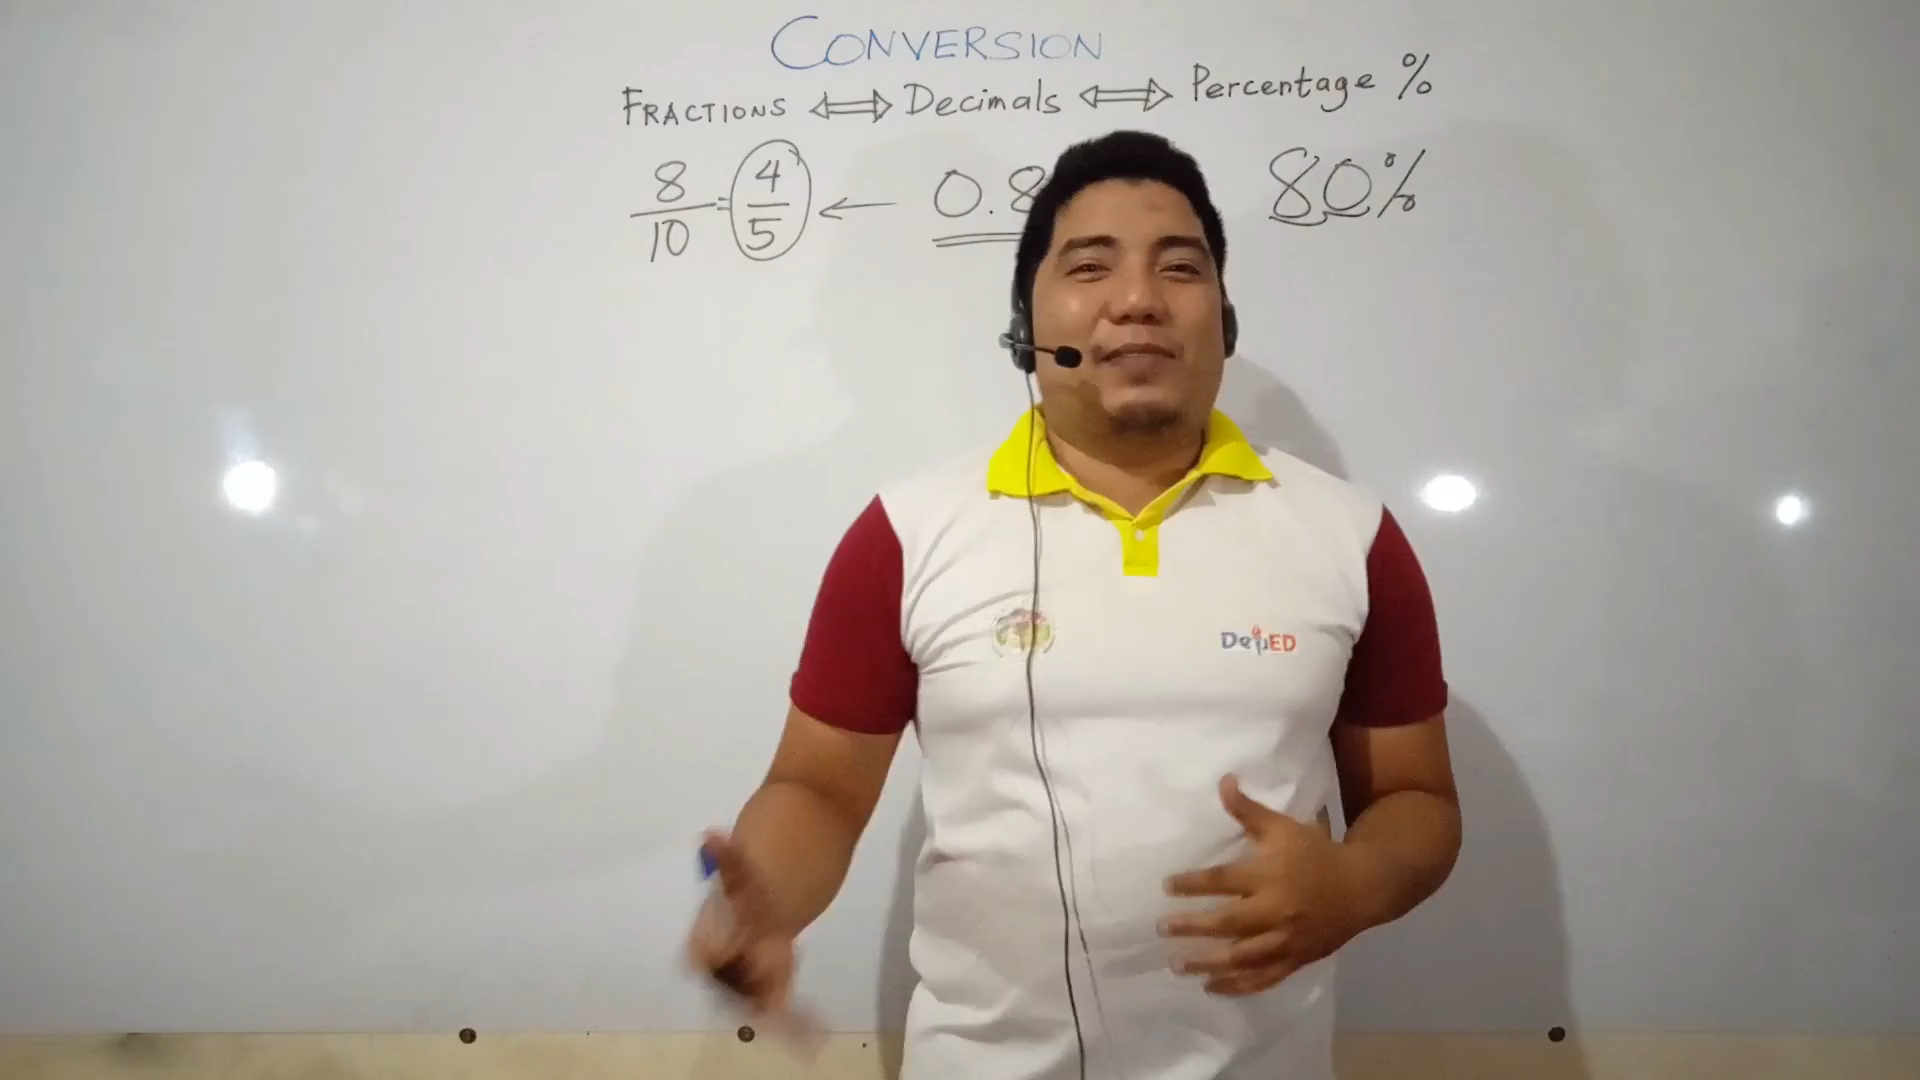 CONVERSION
FRACTIONS ⇔ Decimals ⇔ Percentage %
8/10 = 4/5 ← 0.8 80%
DepED